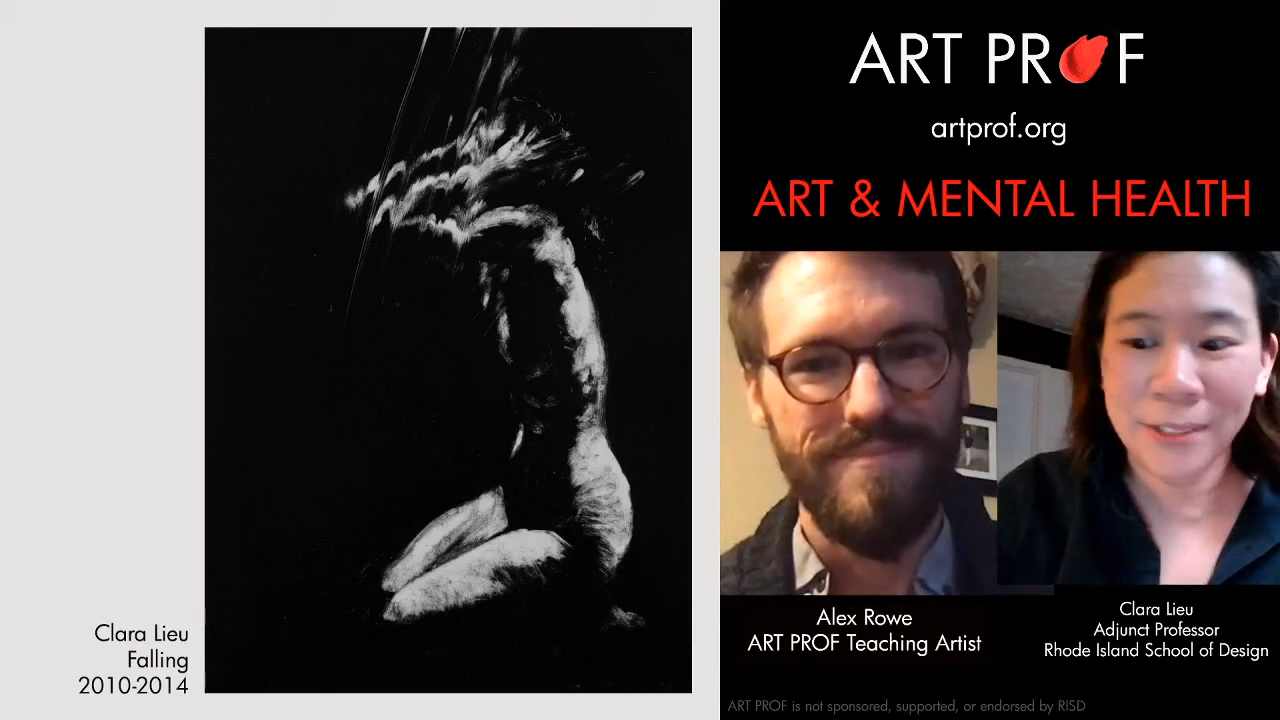 Clara Lieu
Falling
2010-2014
ART PROF
artprof.org
ART & MENTAL HEALTH
Alex Rowe
ART PROF Teaching Artist
Clara Lieu
Adjunct Professor
Rhode Island School of Design
ART PROF is not sponsored, supported, or endorsed by RISD